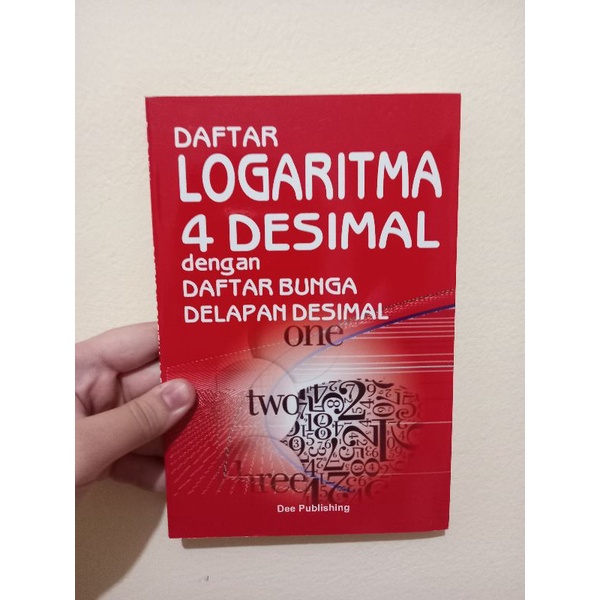 DAFTAR
LOGARITMA
4 DESIMAL
dengan
DAFTAR BUNGA
DELAPAN DESIMAL
one
two
three
Dee Publishing